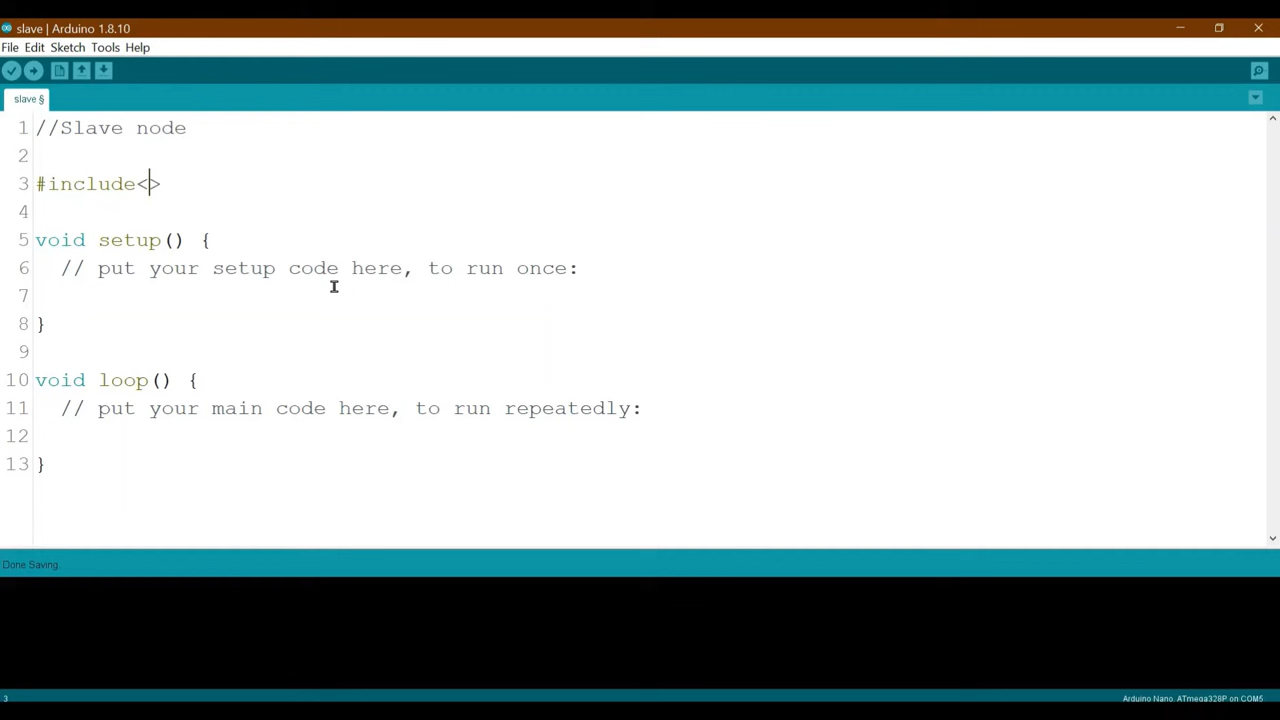 slave | Arduino 1.8.10
File Edit Sketch Tools Help
slave §
1 //Slave node
2
3 #include<>
4
5 void setup() {
6 // put your setup code here, to run once:
7
8 }
9
10 void loop() {
11 // put your main code here, to run repeatedly:
12
13 }
Done Saving.
3 Arduino Nano, ATmega328P on COM5